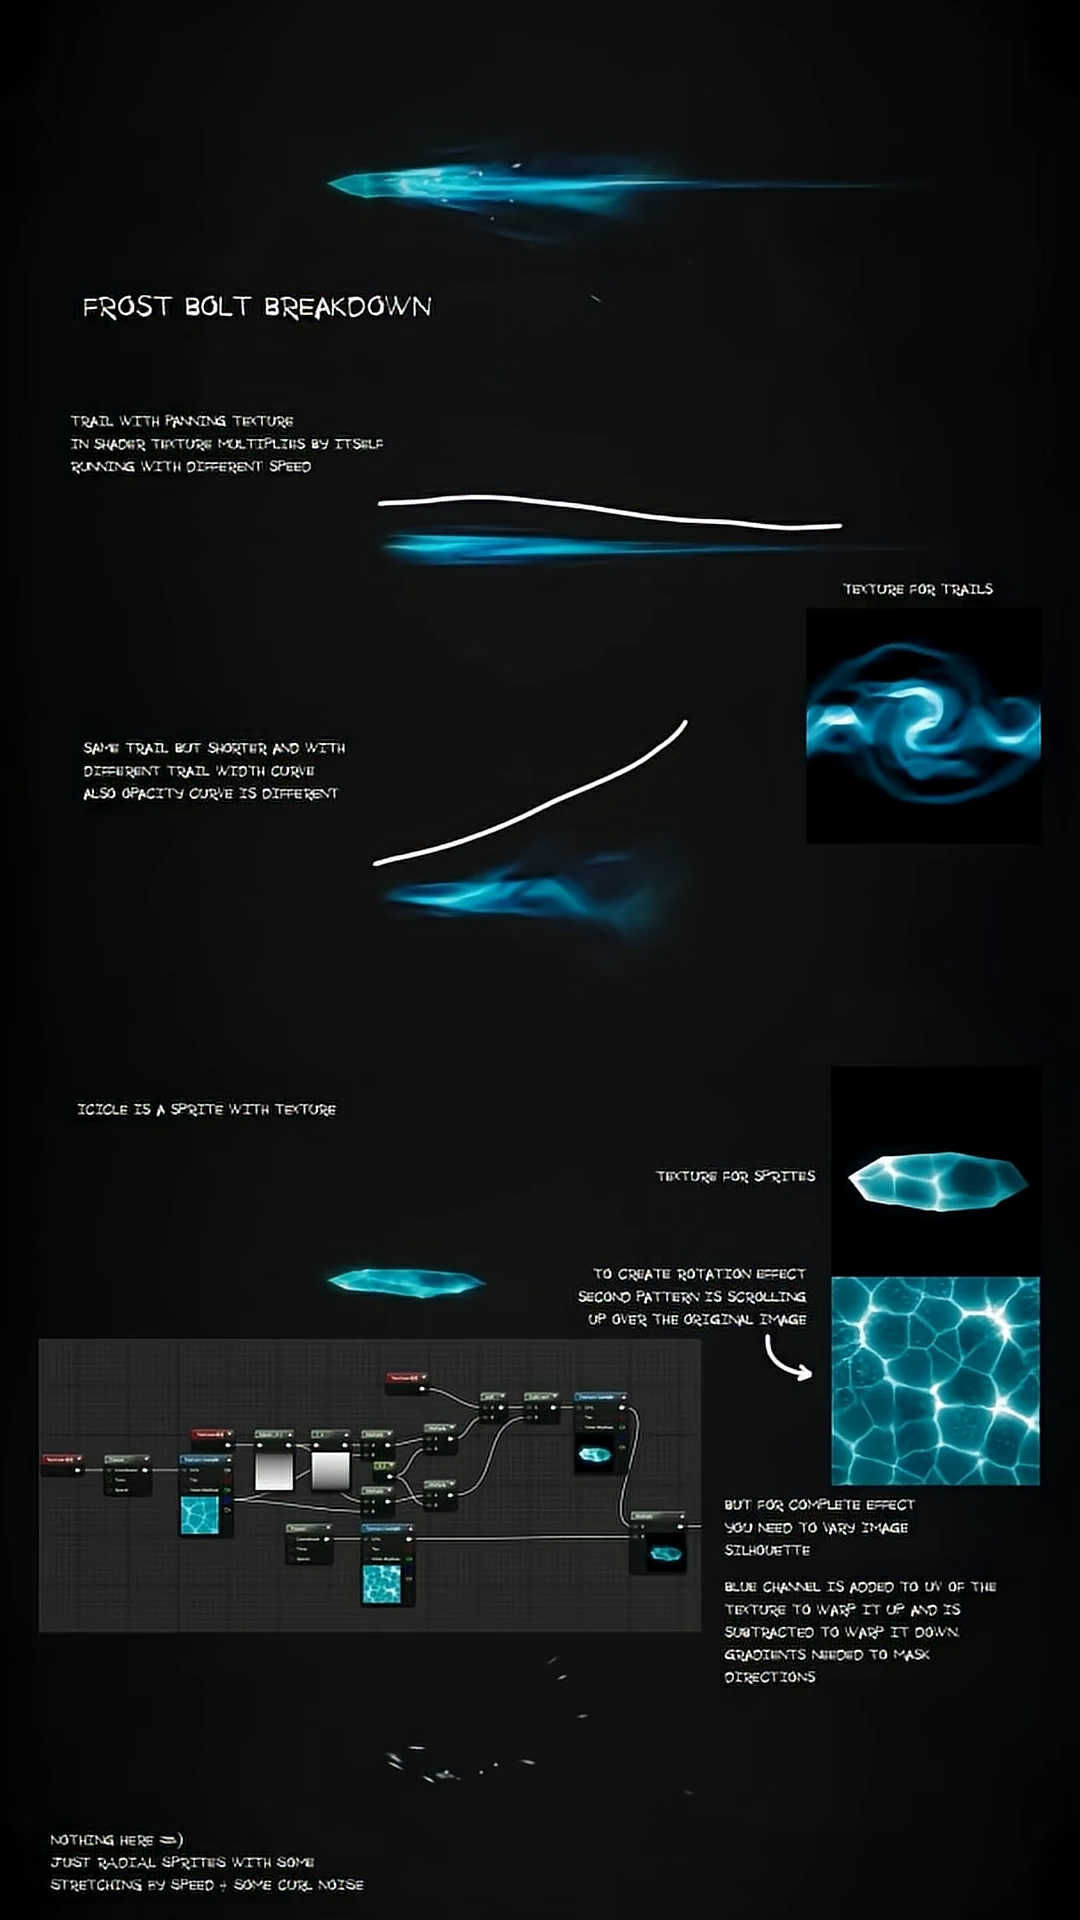 FROST BOLT BREAKDOWN
TRAIL WITH PANNING TEXTURE
IN SHADER TEXTURE MULTIPLIES BY ITSELF
RUNNING WITH DIFFERENT SPEED
TEXTURE FOR TRAILS
SAME TRAIL BUT SHORTER AND WITH
DIFFERENT TRAIL WIDTH CURVE
ALSO OPACITY CURVE IS DIFFERENT
ICICLE IS A SPRITE WITH TEXTURE
TEXTURE FOR SPRITES
TO CREATE ROTATION EFFECT
SECOND PATTERN IS SCROLLING
UP OVER THE ORIGINAL IMAGE
BUT FOR COMPLETE EFFECT
YOU NEED TO VARY IMAGE
SILHOUETTE
BLUE CHANNEL IS ADDED TO UV OF THE
TEXTURE TO WARP IT UP AND IS
SUBTRACTED TO WARP IT DOWN.
GRADIENTS NEEDED TO MASK
DIRECTIONS
NOTHING HERE =)
JUST RADIAL SPRITES WITH SOME
STRETCHING BY SPEED + SOME CURL NOISE